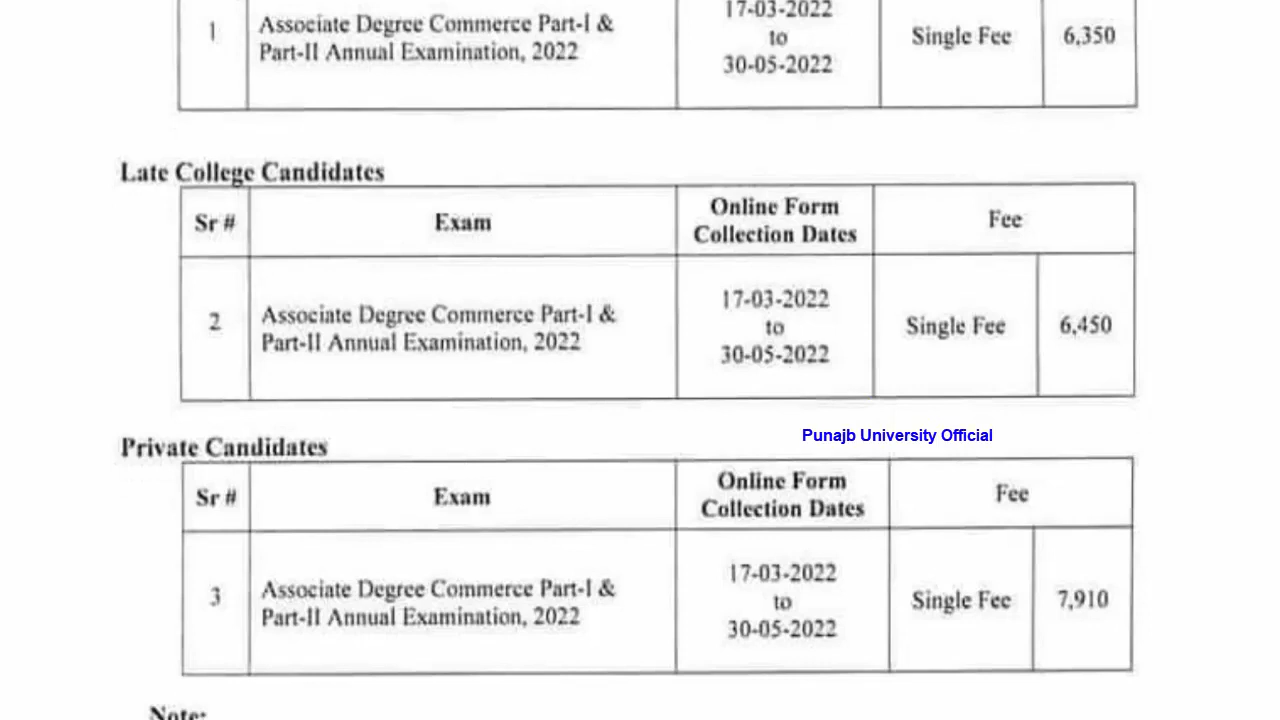 1
Associate Degree Commerce Part-I &
Part-II Annual Examination, 2022
17-03-2022
to
30-05-2022
Single Fee
6,350
Late College Candidates
Sr #
Exam
Online Form
Collection Dates
Fee
2
Associate Degree Commerce Part-I &
Part-II Annual Examination, 2022
17-03-2022
to
30-05-2022
Single Fee
6,450
Punajb University Official
Private Candidates
Sr #
Exam
Online Form
Collection Dates
Fee
3
Associate Degree Commerce Part-I &
Part-II Annual Examination, 2022
17-03-2022
to
30-05-2022
Single Fee
7,910
Note: